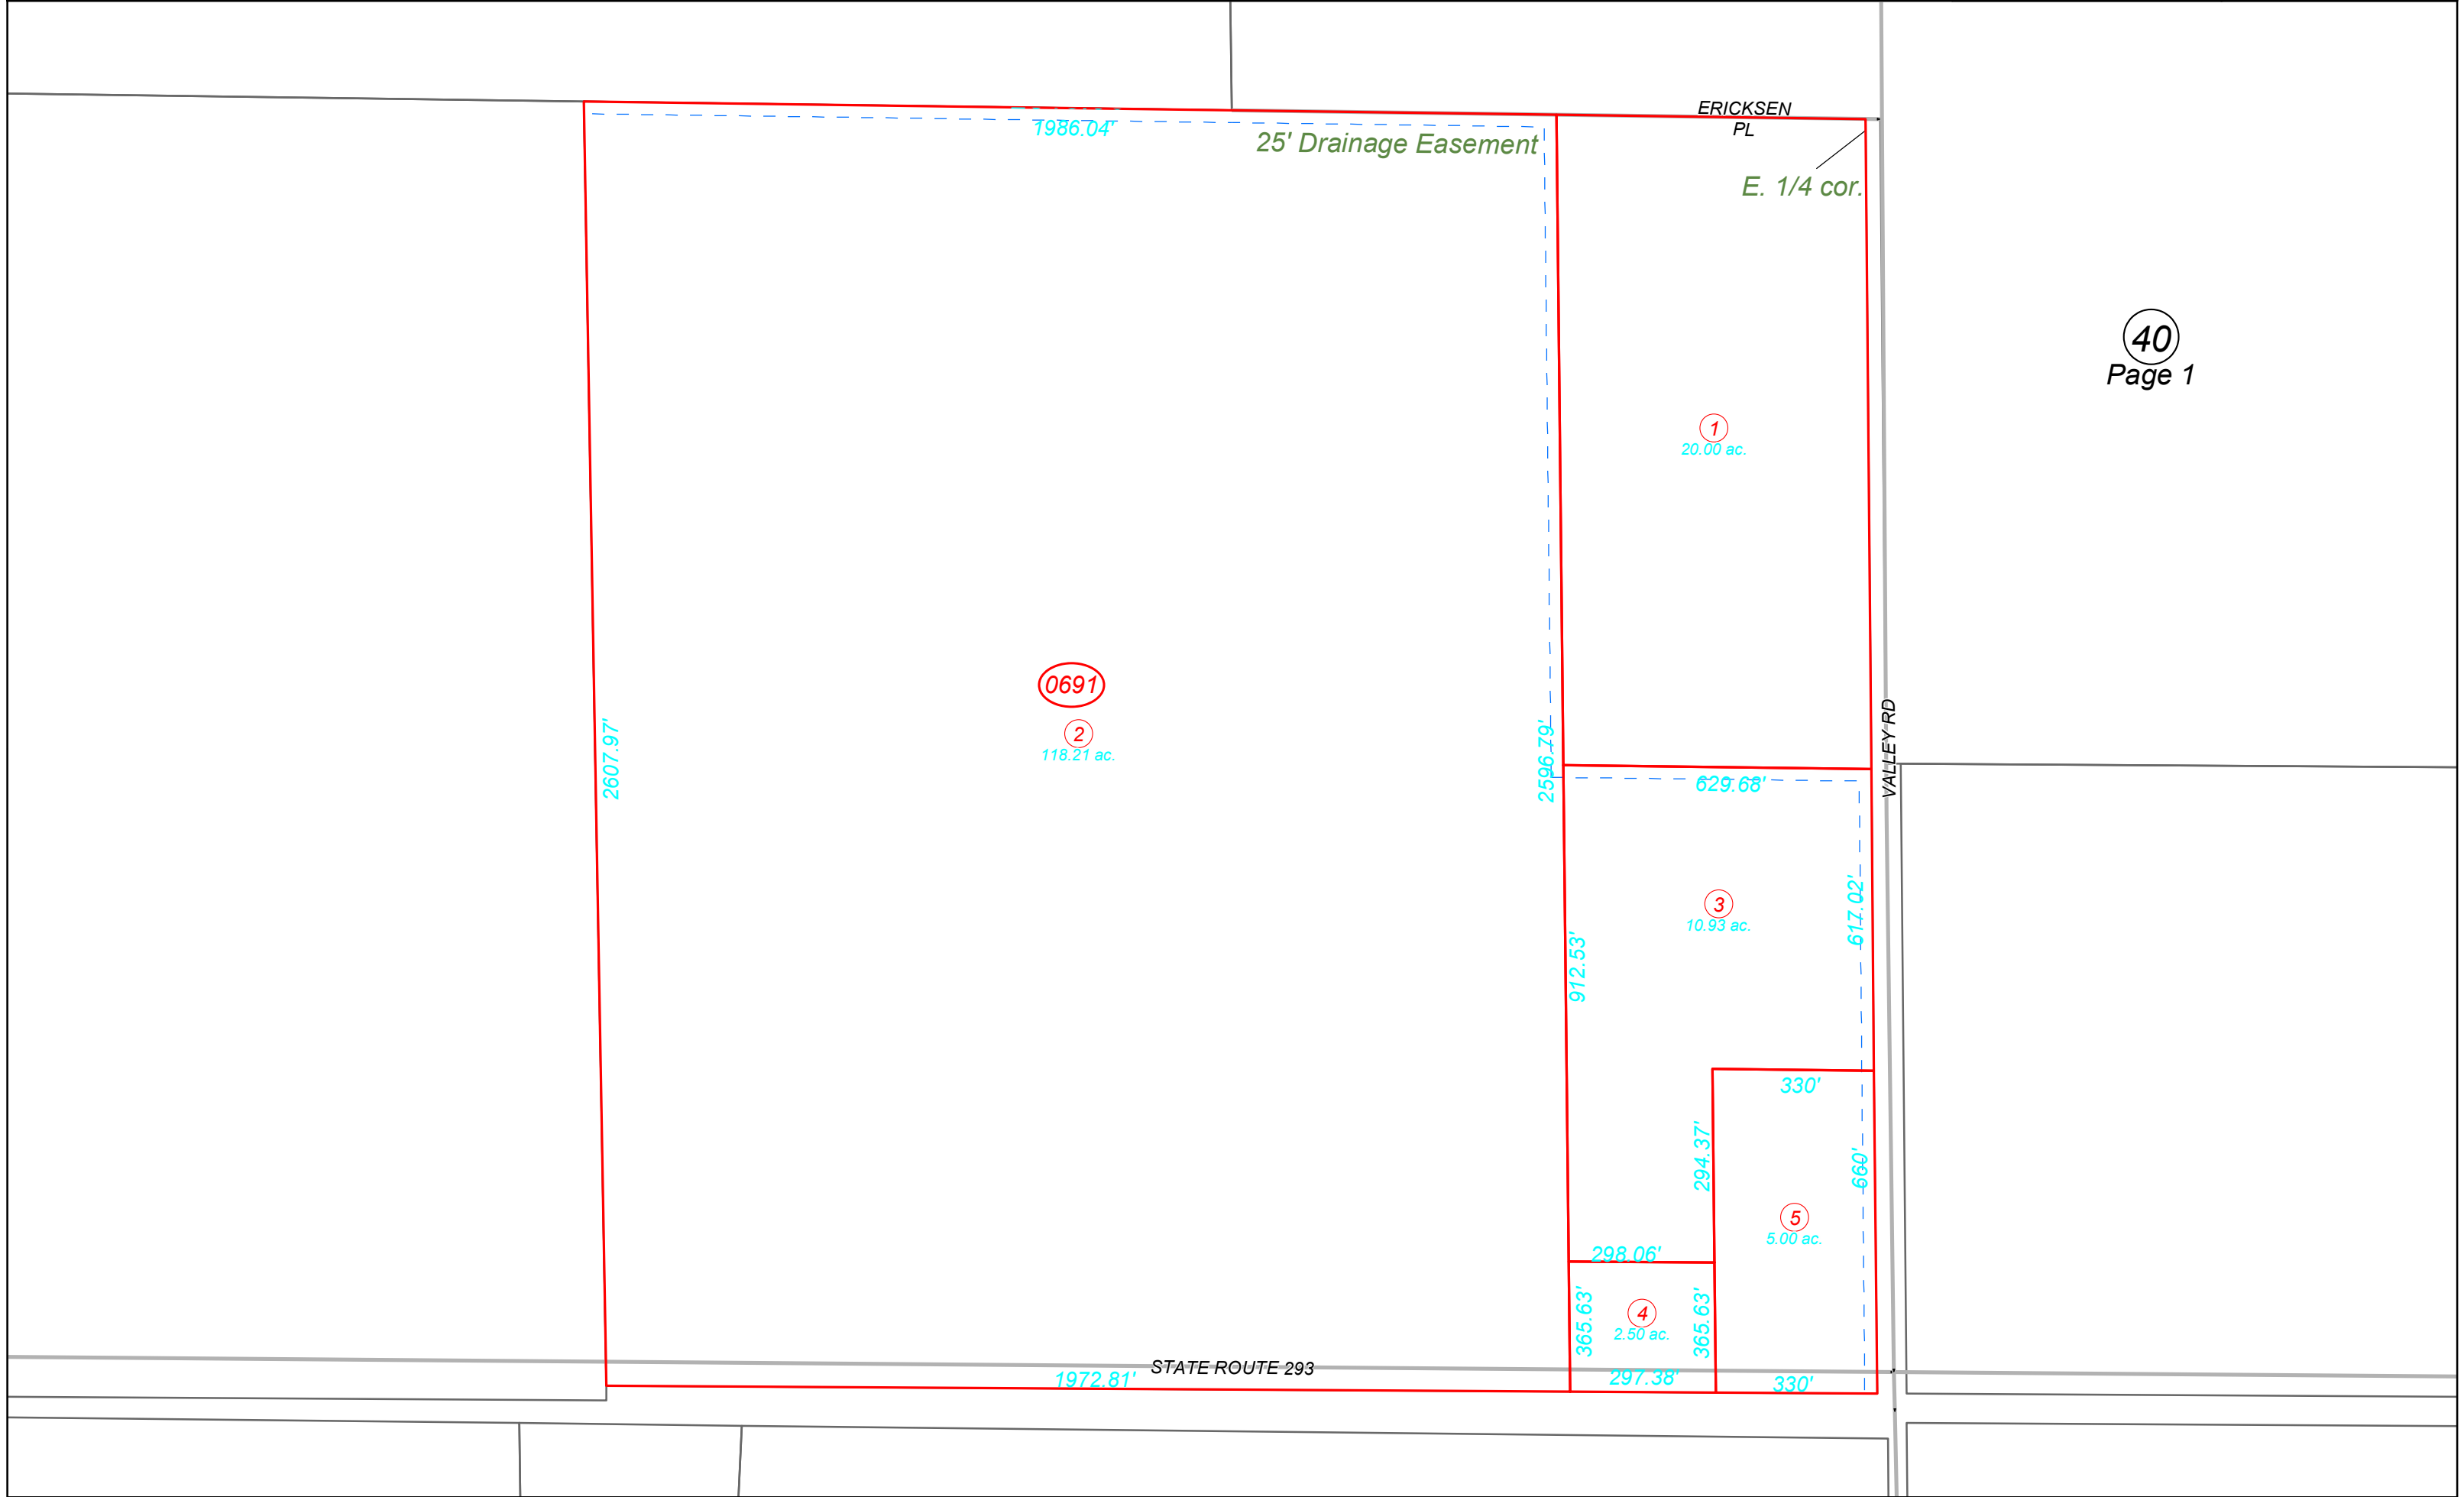 ERICKSEN
PL
1986.04'
25' Drainage Easement
E. 1/4 cor.
40
Page 1
1
20.00 ac.
0691
2
118.21 ac.
2607.97'
2596.79'
VALLEY RD
629.68'
3
10.93 ac.
617.02'
912.53'
330'
294.37'
660'
5
5.00 ac.
298.06'
365.63'
4
2.50 ac.
365.63'
STATE ROUTE 293
1972.81'
297.38'
330'